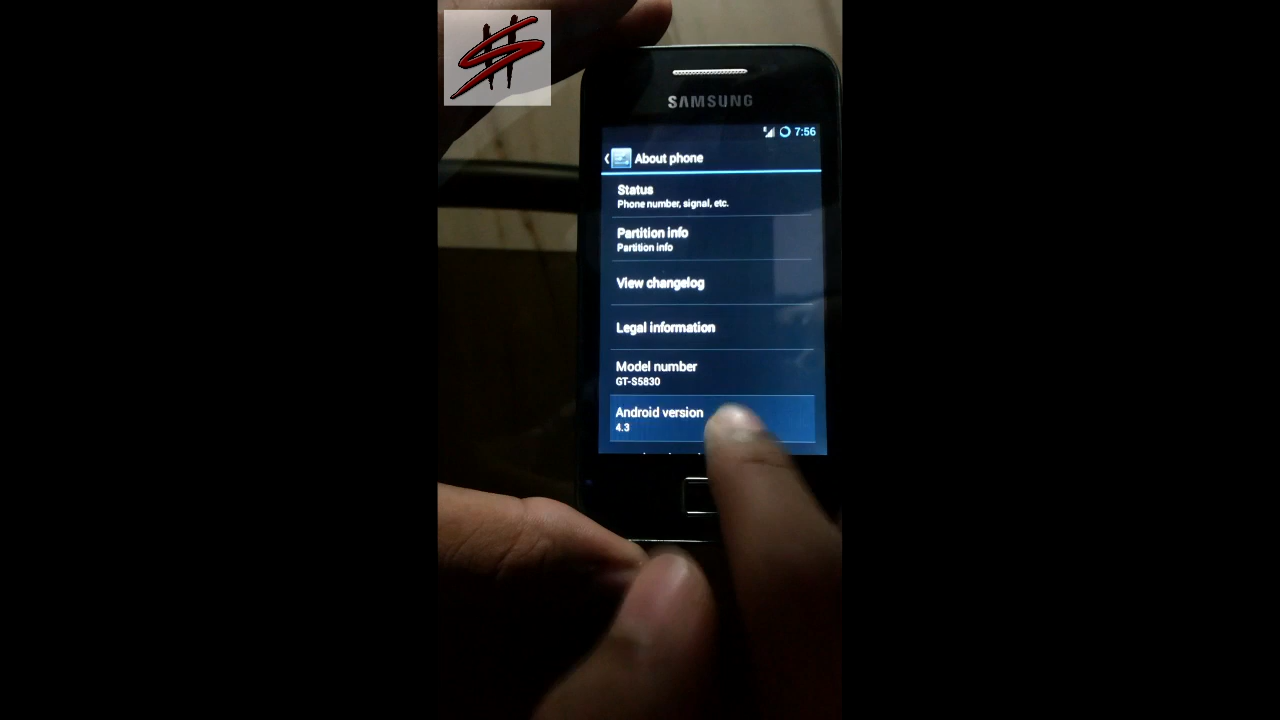 SAMSUNG
7:56
About phone
Status
Phone number, signal, etc.
Partition info
Partition info
View changelog
Legal information
Model number
GT-S5830
Android version
4.3